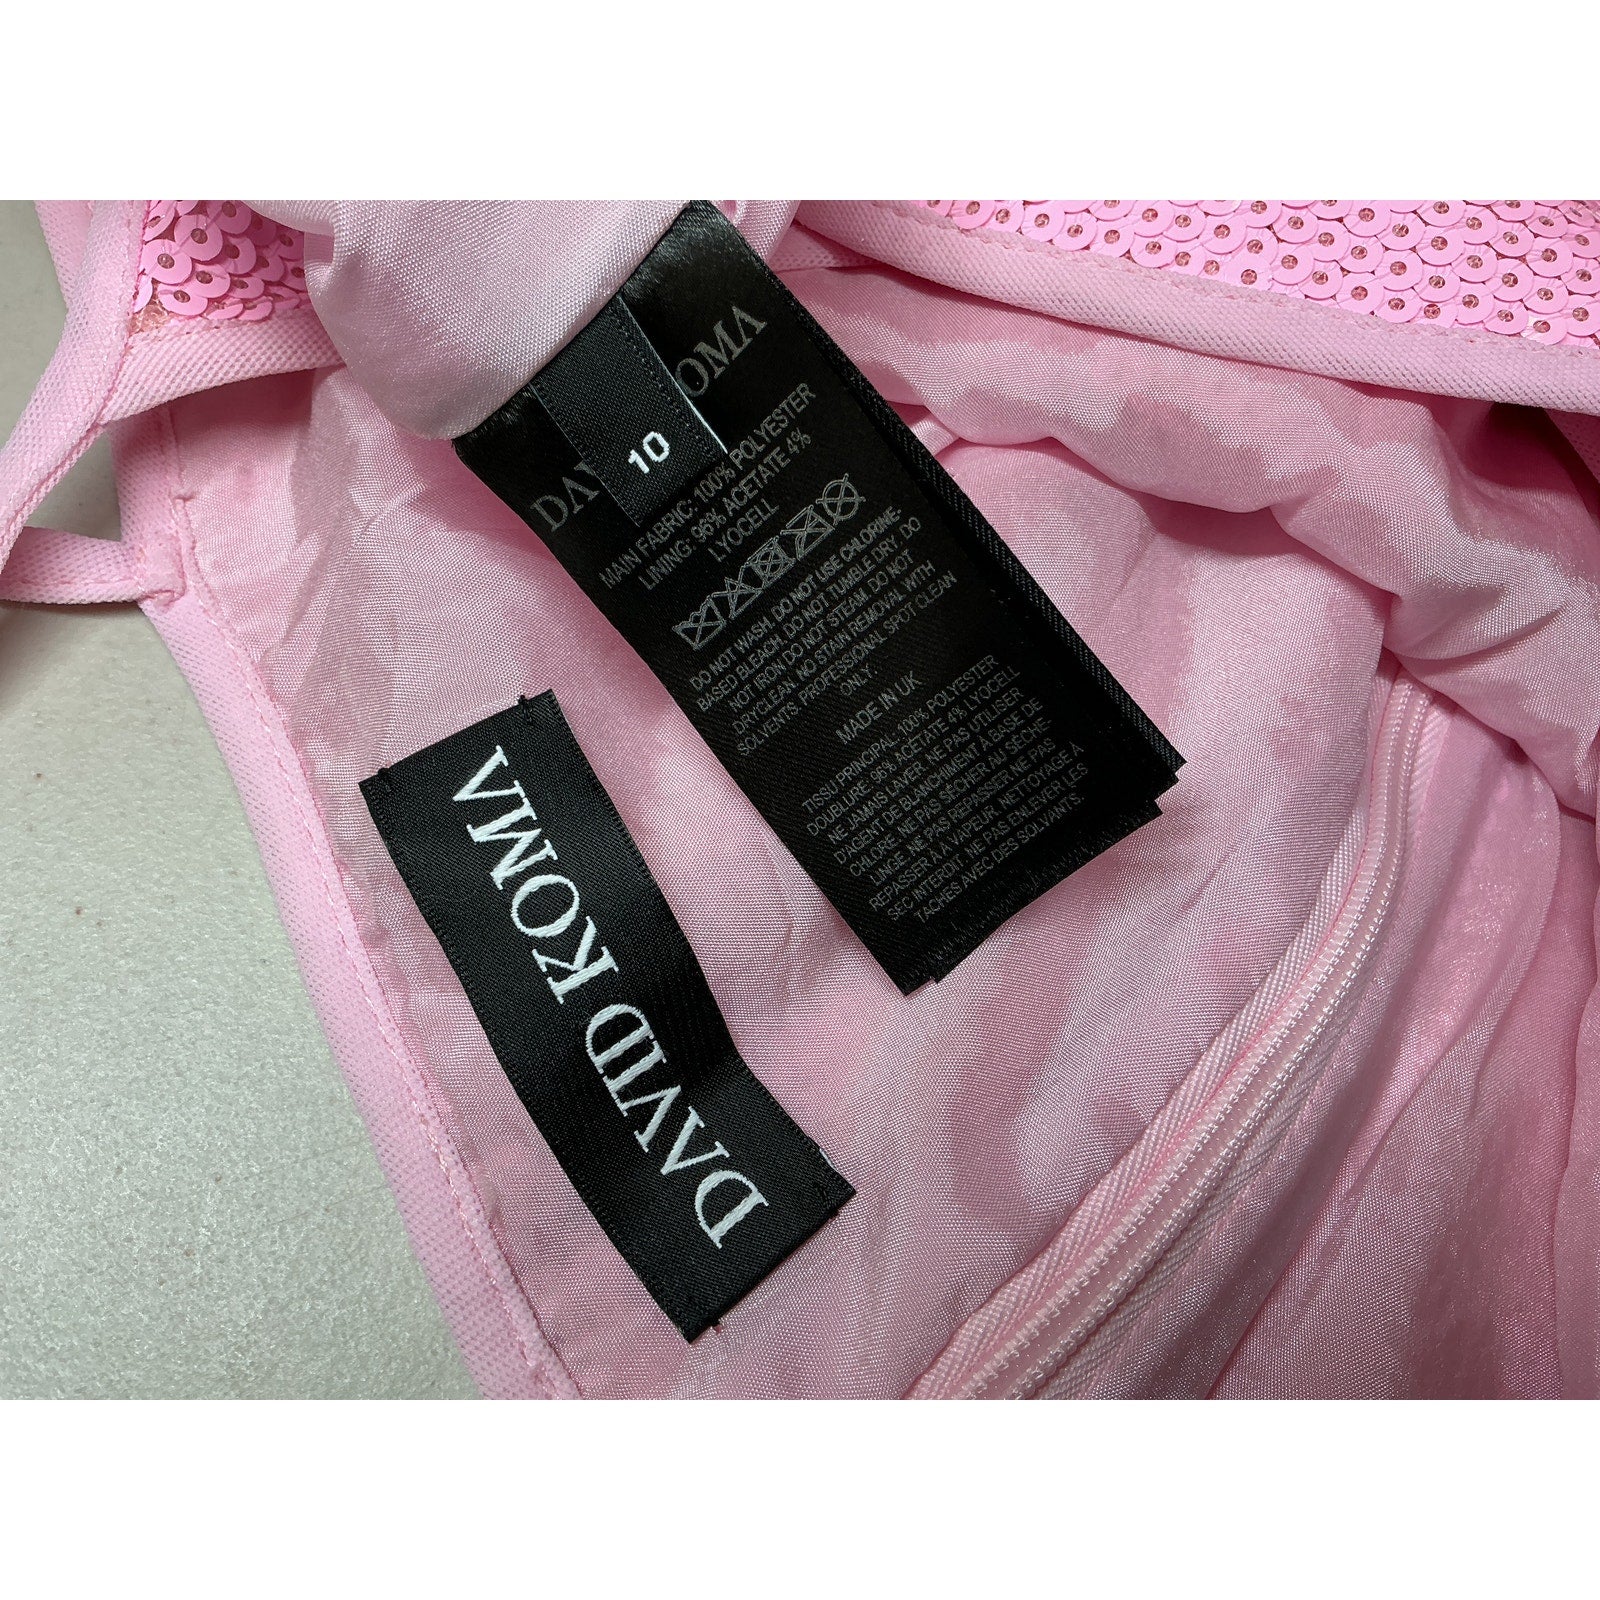 DAVID KOMA
10
DAV OMA
MAIN FABRIC: 100% POLYESTER
LINING: 96% ACETATE 4%
LYOCELL
DO NOT WASH. DO NOT USE CHLORINE-
BASED BLEACH. DO NOT TUMBLE DRY. DO
NOT IRON DO NOT STEAM. DO NOT
DRYCLEAN. NO STAIN REMOVAL WITH
SOLVENTS. PROFESSIONAL SPOT CLEAN
ONLY
MADE IN UK
TISSU PRINCIPAL: 100% POLYESTER
DOUBLURE: 96% ACETATE 4% LYOCELL
NE JAMAIS LAVER. NE PAS UTILISER
D'AGENT DE BLANCHIMENT À BASE DE
CHLORE. NE PAS SÉCHER AU SÈCHE
LINGE. NE PAS REPASSER NE PAS
REPASSER À LA VAPEUR. NETTOYAGE À
SEC INTERDIT. NE PAS ENLEVER LES
TACHES AVEC DES SOLVANTS.